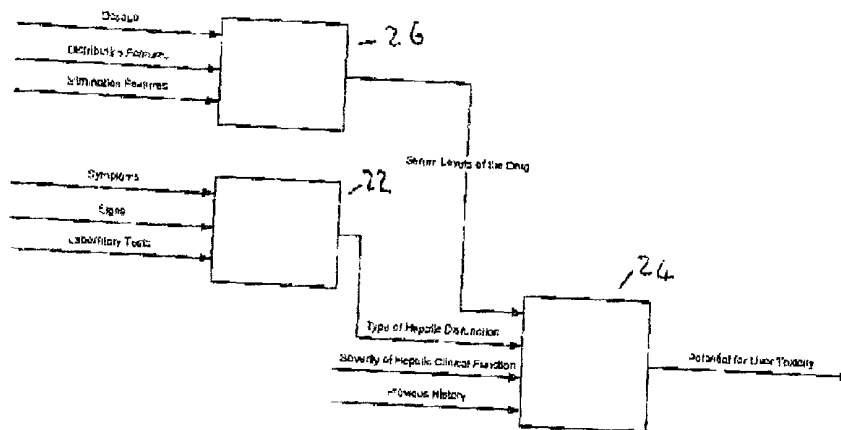 Dosage
26
Distribution Features
Elimination Features
Serum Levels of the Drug
Symptoms
22
Signs
Laboratory Tests
24
Type of Hepatic Disfunction
Severity of Hepatic Clinical Function
Potential for Liver Toxicity
Previous History